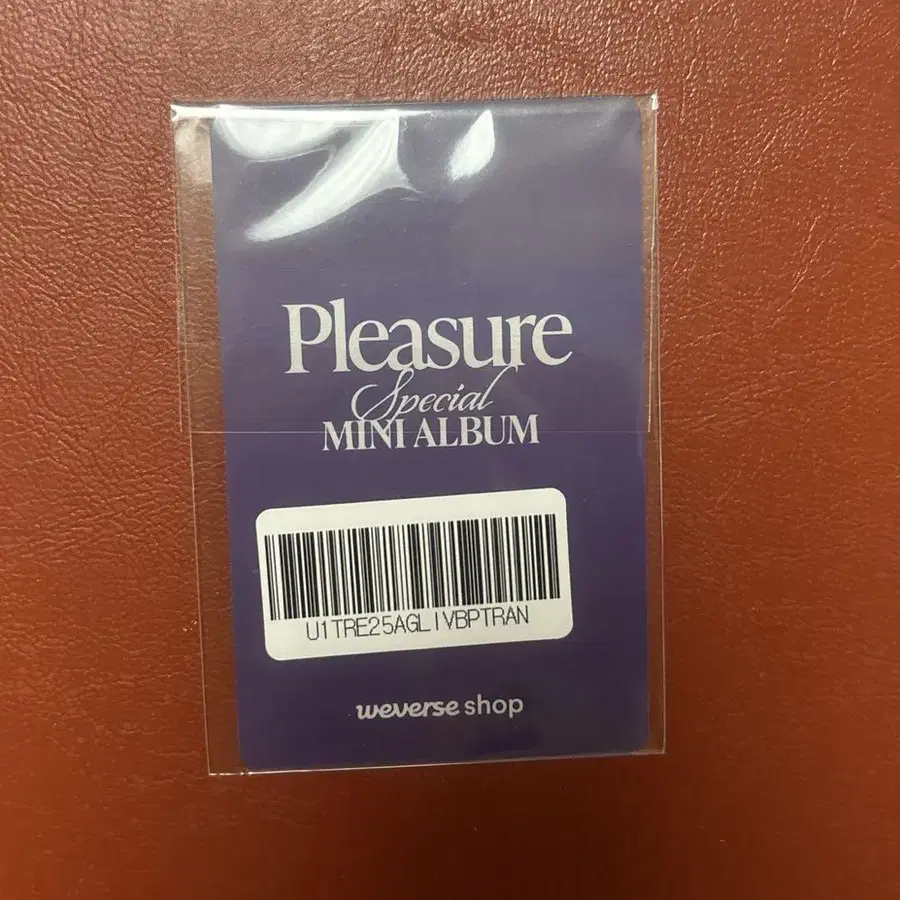 Pleasure
Special
MINI ALBUM
U1TRE25AGLIVBPTRAN
weverse shop